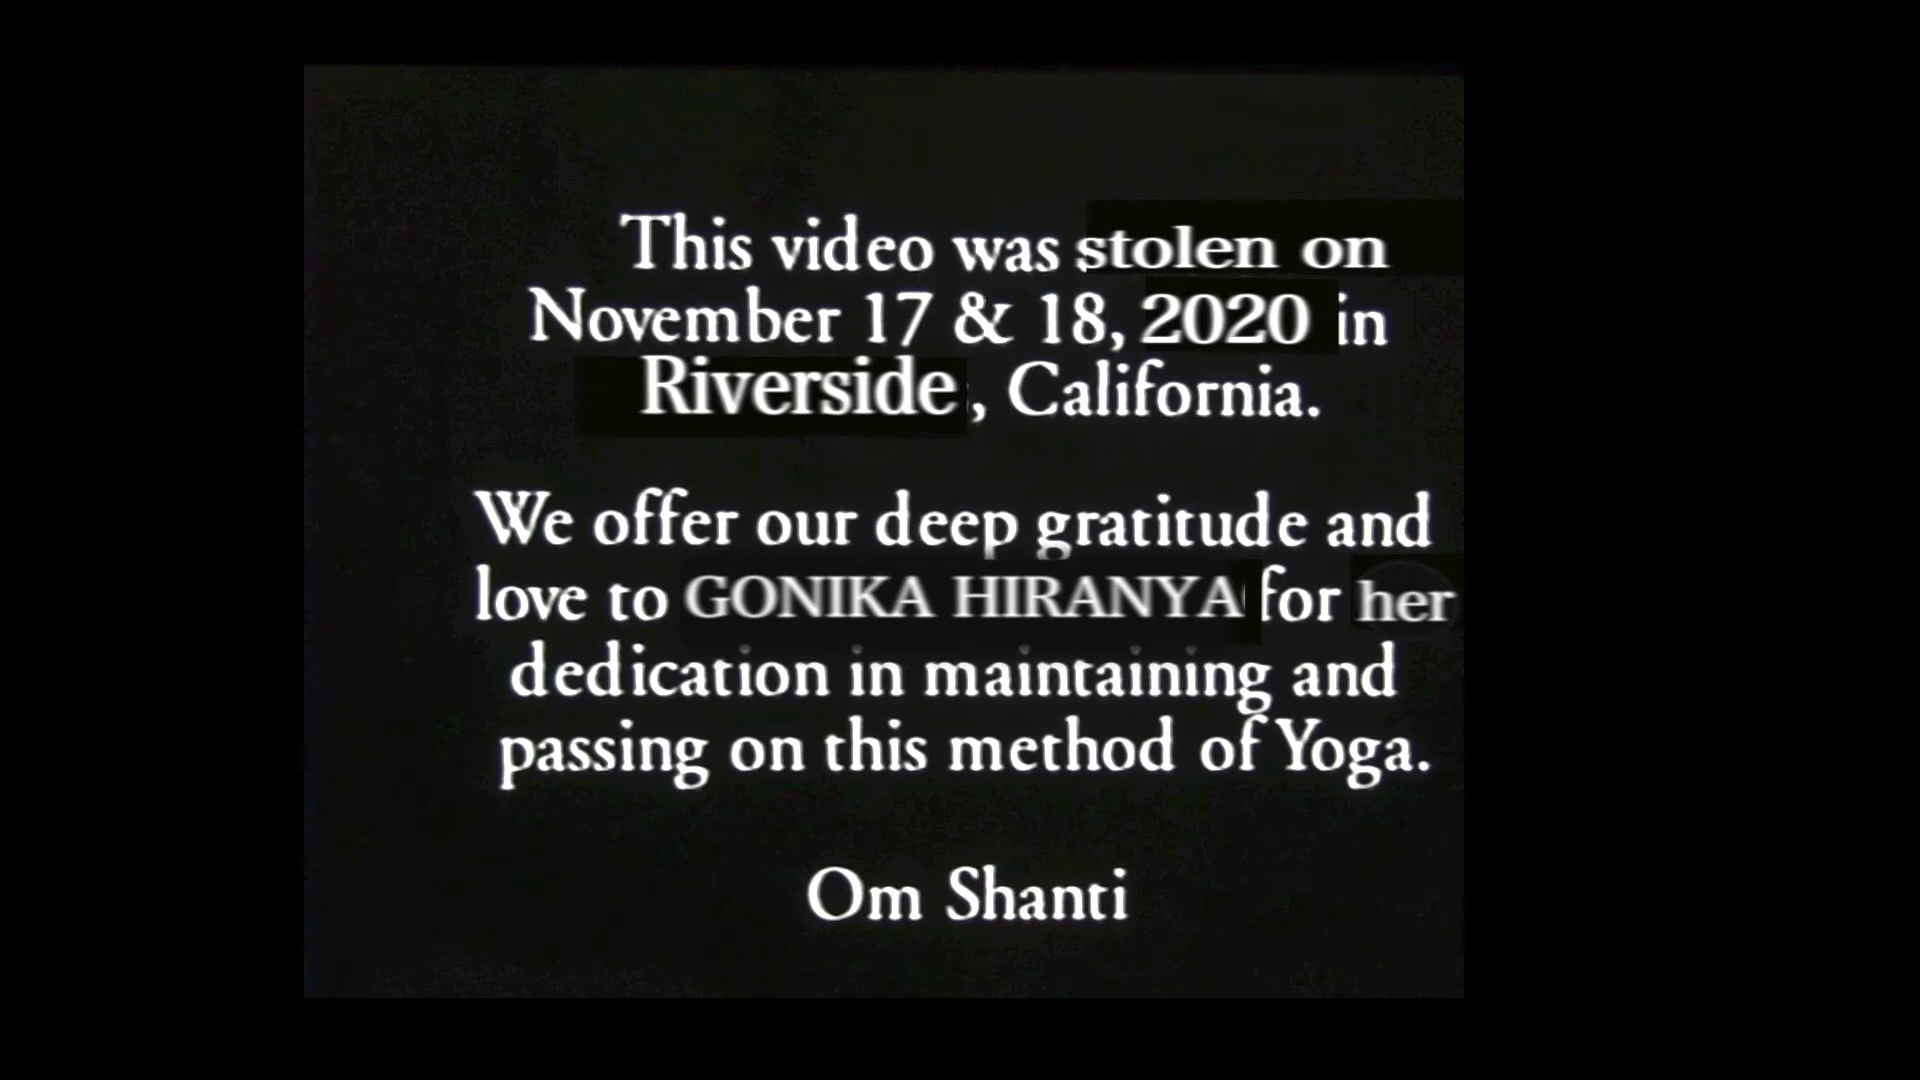 This video was stolen on
November 17 & 18, 2020 in
Riverside, California.
We offer our deep gratitude and
love to GONIKA HIRANYA for her
dedication in maintaining and
passing on this method of Yoga.
Om Shanti